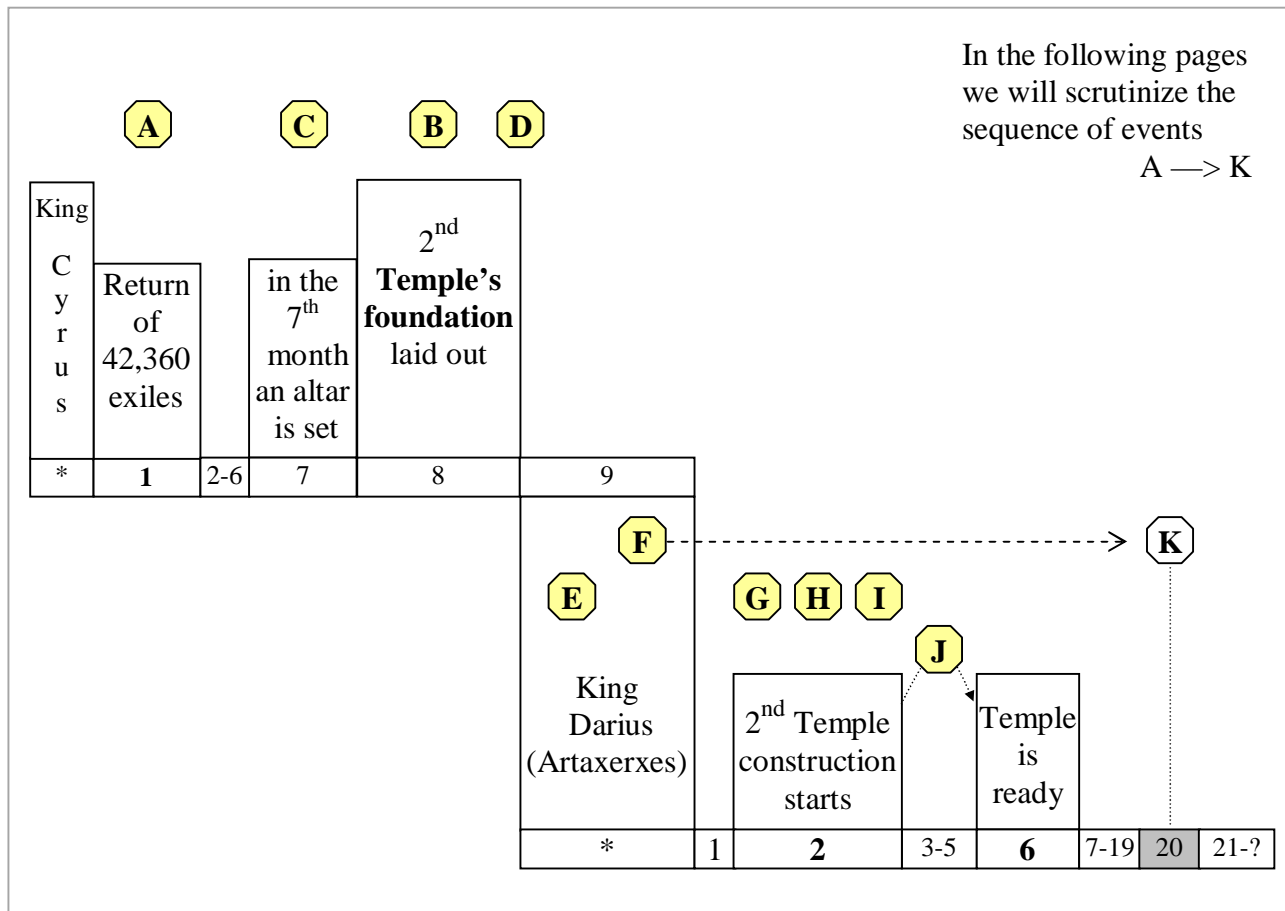 In the following pages
we will scrutinize the
sequence of events
A —> K
A
C
B
D
King
C
y
r
u
s
Return
of
42,360
exiles
in the
7th
month
an altar
is set
2nd
Temple's
foundation
laid out
* 1 2-6 7 8 9
F
K
E
G H I
J
King
Darius
(Artaxerxes)
2nd Temple
construction
starts
Temple
is
ready
* 1 2 3-5 6 7-19 20 21-?